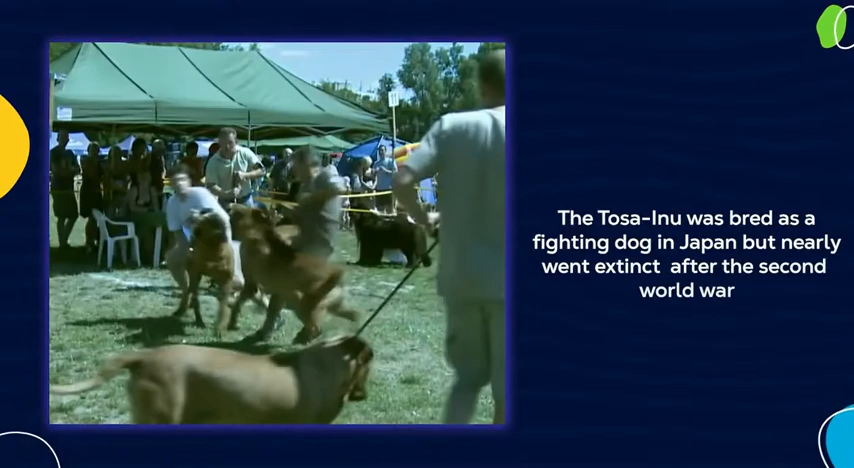 The Tosa-Inu was bred as a
fighting dog in Japan but nearly
went extinct after the second
world war